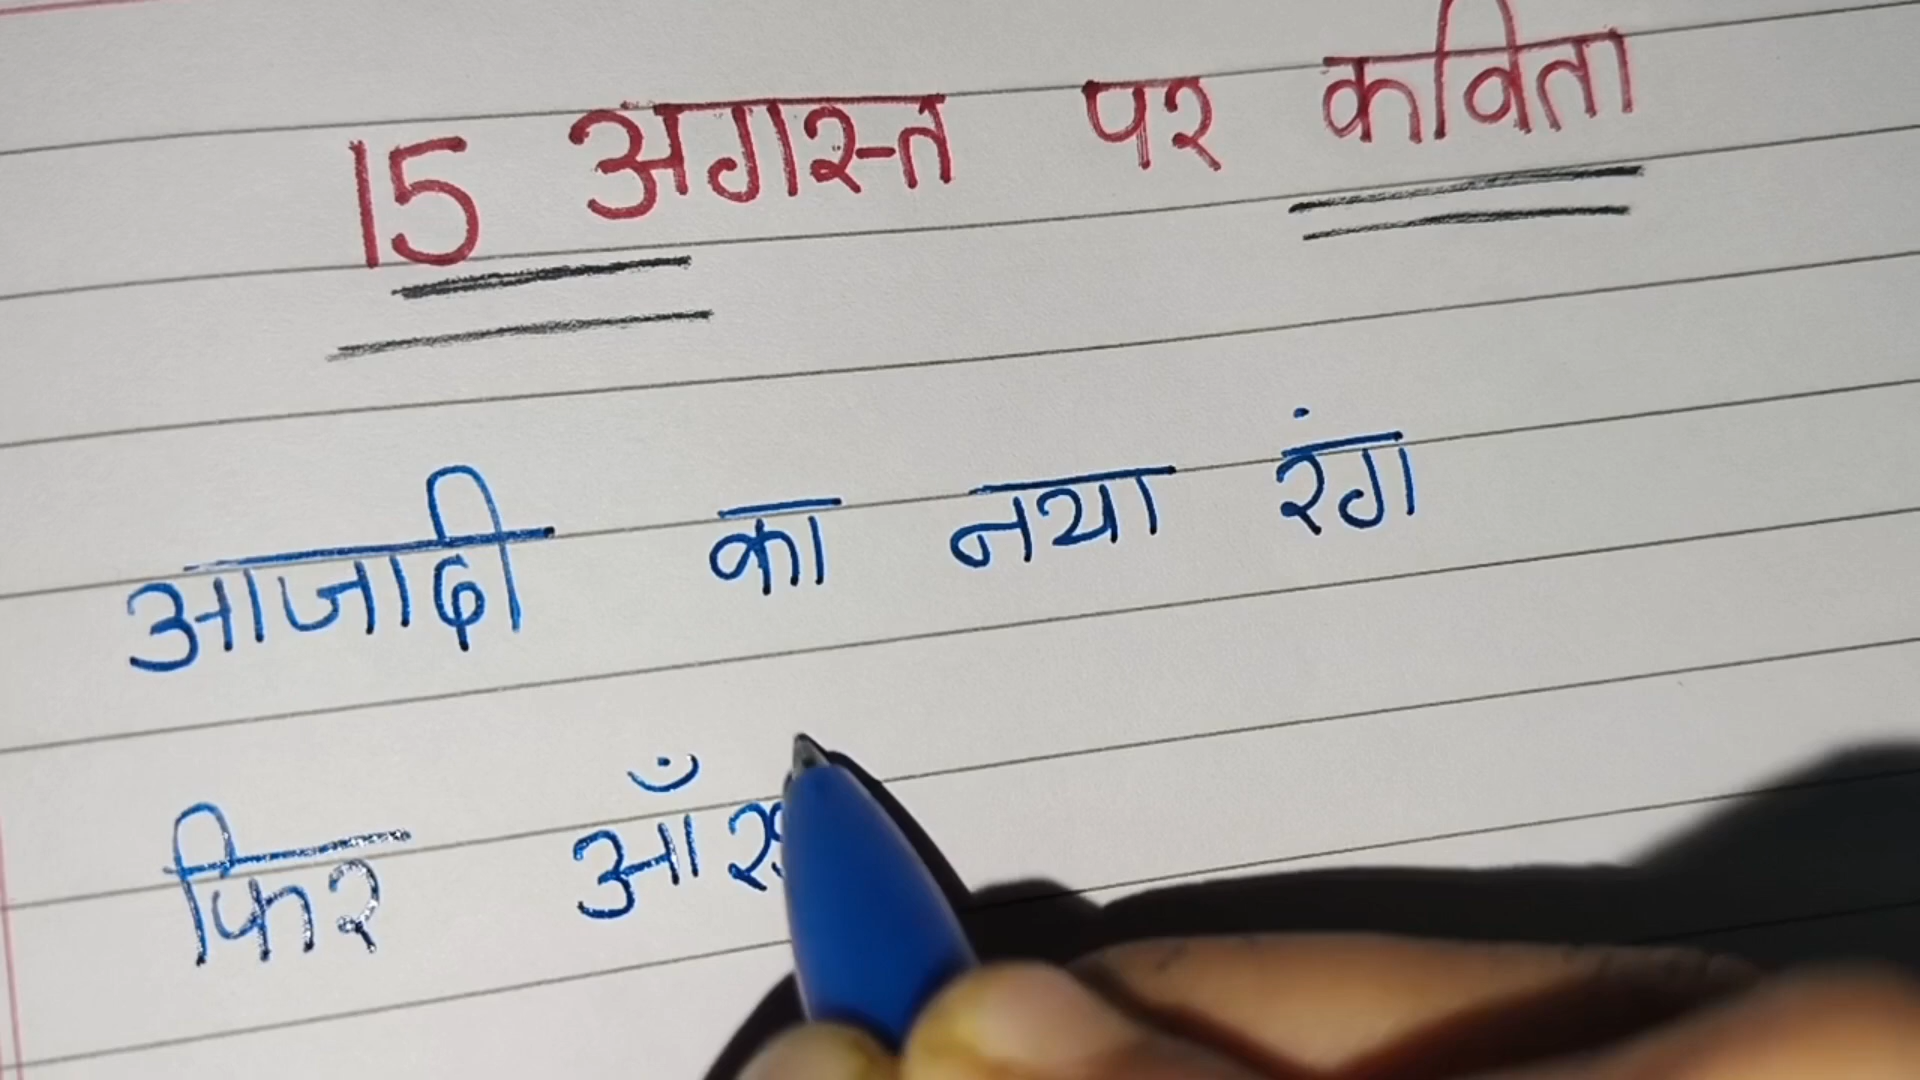 15 अगस्त पर कविता
आजादी का नया रंग
फिर